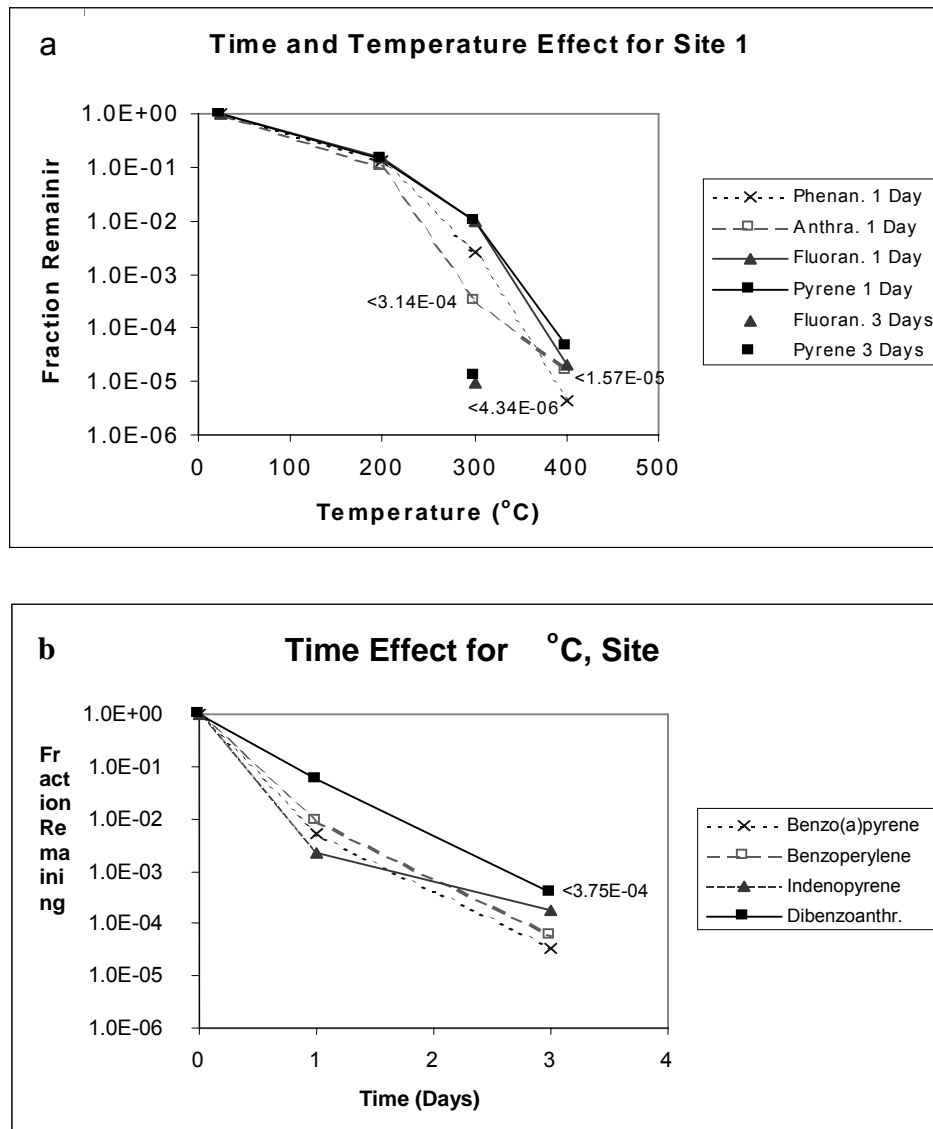 a
Time and Temperature Effect for Site 1
Fraction Remainir
1.0E+00
1.0E-01
1.0E-02
1.0E-03
1.0E-04
1.0E-05
1.0E-06
<3.14E-04
<1.57E-05
<4.34E-06
0 100 200 300 400 500
Temperature (°C)
Phenan. 1 Day
Anthra. 1 Day
Fluoran. 1 Day
Pyrene 1 Day
Fluoran. 3 Days
Pyrene 3 Days
b
Time Effect for °C, Site
Fr
act
ion
Re
ma
ini
ng
1.0E+00
1.0E-01
1.0E-02
1.0E-03
1.0E-04
1.0E-05
1.0E-06
<3.75E-04
0 1 2 3 4
Time (Days)
Benzo(a)pyrene
Benzoperylene
Indenopyrene
Dibenzoanthr.